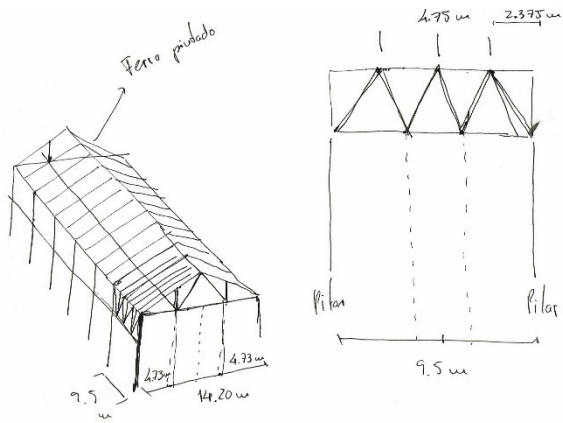 Ferro pintado
4.73 m
4.73 m
14.20 m
9.5
m
4.75 m
2.375 m
Pilar
Pilar
9.5 m